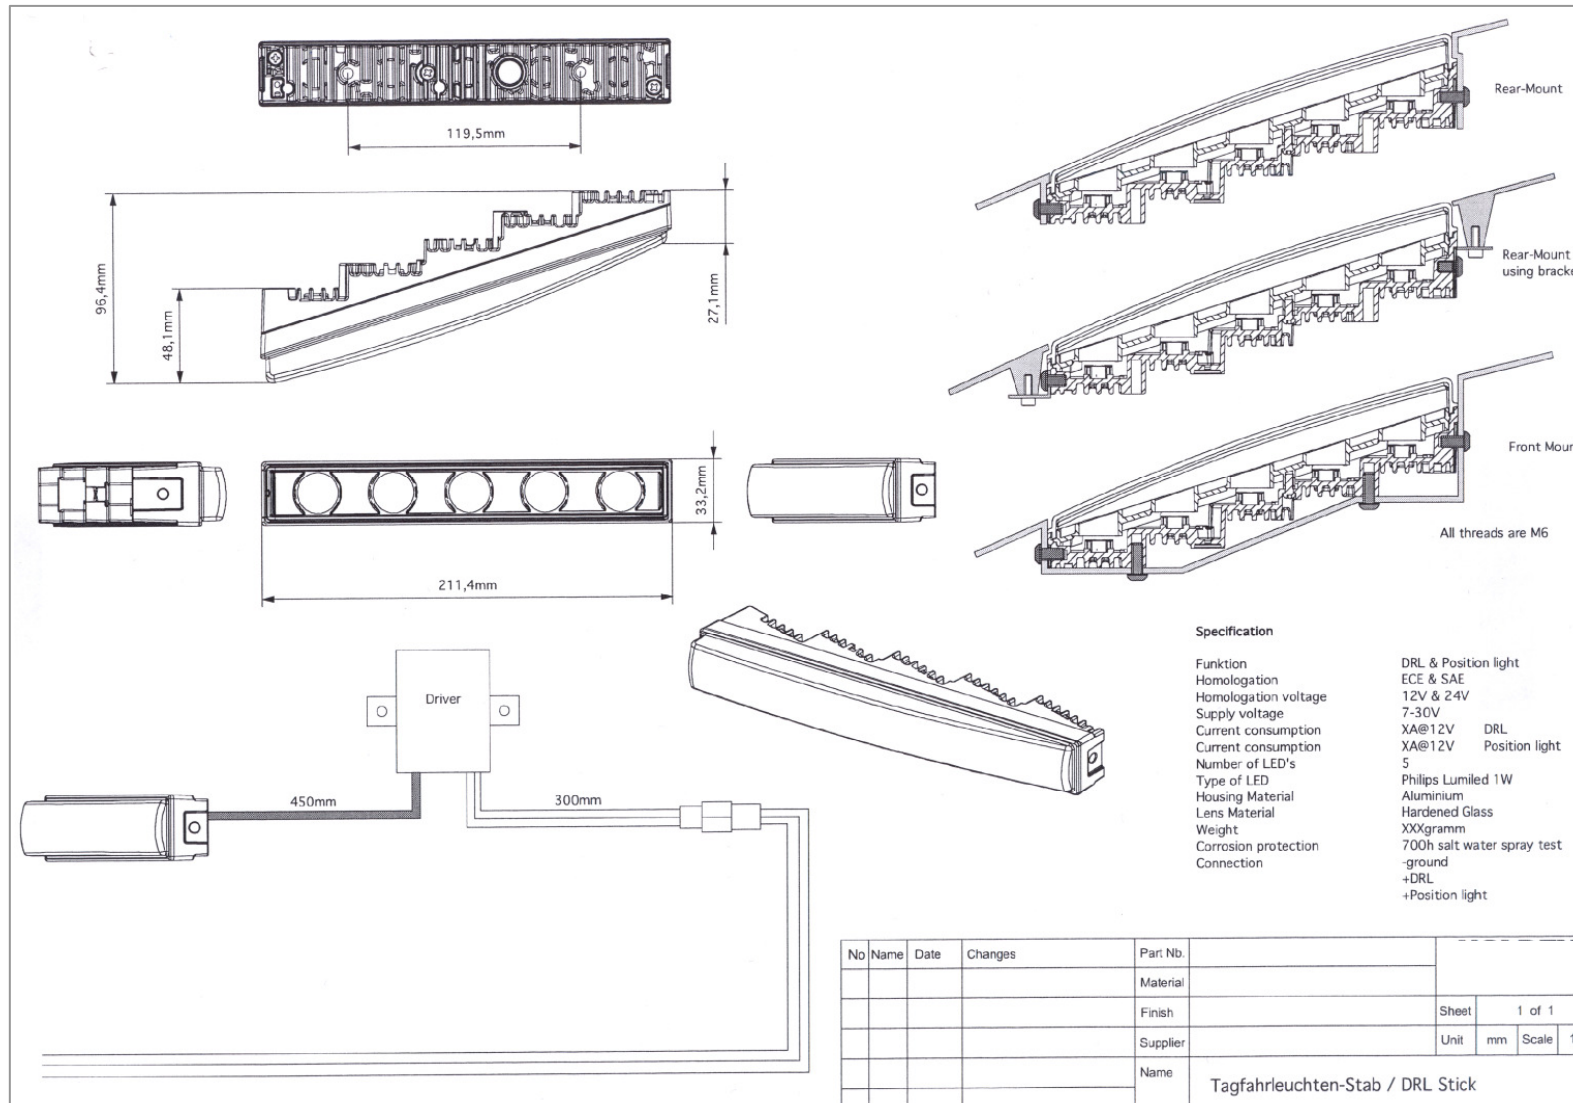 119,5mm
96,4mm
48,1mm
27,1mm
33,2mm
211,4mm
Rear-Mount
Rear-Mount
using bracke
Front Moun
All threads are M6
Driver
450mm
300mm
Specification
Funktion DRL & Position light
Homologation ECE & SAE
Homologation voltage 12V & 24V
Supply voltage 7-30V
Current consumption XA@12V DRL
Current consumption XA@12V Position light
Number of LED's 5
Type of LED Philips Lumiled 1W
Housing Material Aluminium
Lens Material Hardened Glass
Weight XXXgramm
Corrosion protection 700h salt water spray test
Connection -ground
+DRL
+Position light
No Name Date Changes Part Nb.
Material
Finish Sheet 1 of 1
Supplier Unit mm Scale 1
Name Tagfahrleuchten-Stab / DRL Stick